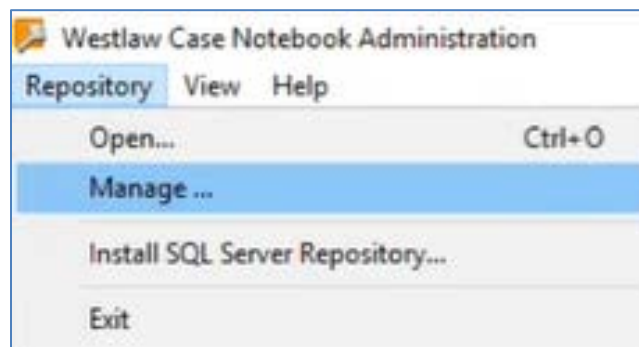 Westlaw Case Notebook Administration
Repository View Help
Open... Ctrl+O
Manage ...
Install SQL Server Repository...
Exit